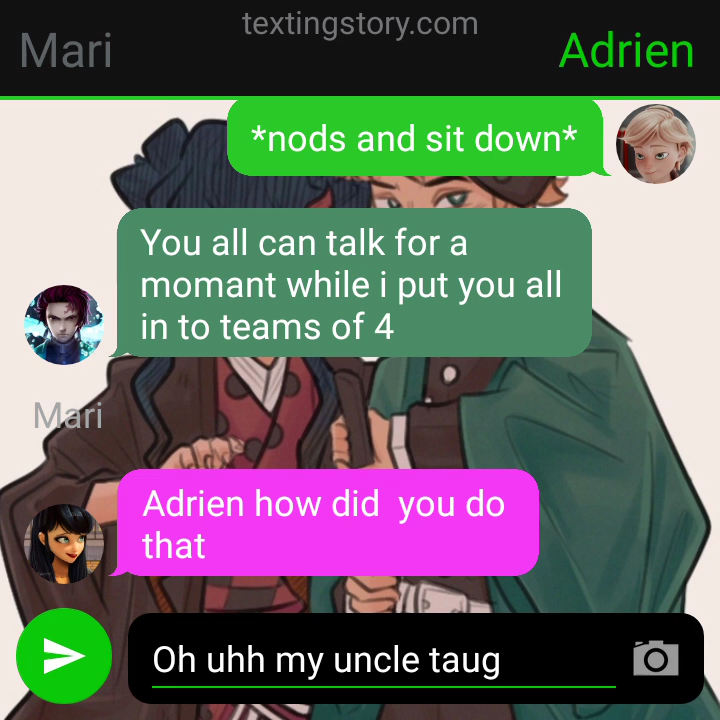 textingstory.com
Mari
Adrien
*nods and sit down*
You all can talk for a
momant while i put you all
in to teams of 4
Mari
Adrien how did  you do
that
Oh uhh my uncle taug